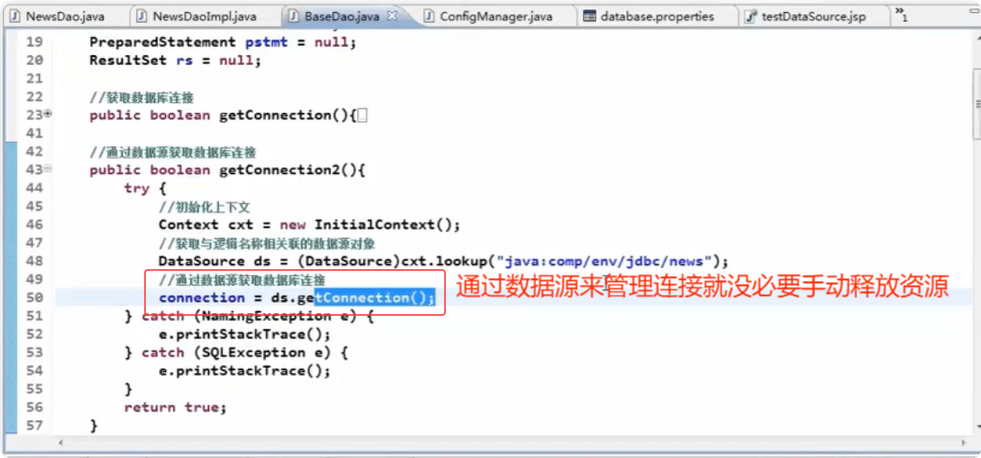 NewsDao.java NewsDaoImpl.java BaseDao.java ConfigManager.java database.properties testDataSource.jsp »1
19 PreparedStatement pstmt = null;
20 ResultSet rs = null;
21
22 //获取数据库连接
23 public boolean getConnection(){
41
42 //通过数据源获取数据库连接
43 public boolean getConnection2(){
44 try {
45 //初始化上下文
46 Context cxt = new InitialContext();
47 //获取与逻辑名称相关联的数据源对象
48 DataSource ds = (DataSource)cxt.lookup("java:comp/env/jdbc/news");
49 //通过数据源获取数据库连接
50 connection = ds.getConnection();
通过数据源来管理连接就没必要手动释放资源
51 } catch (NamingException e) {
52 e.printStackTrace();
53 } catch (SQLException e) {
54 e.printStackTrace();
55 }
56 return true;
57 }